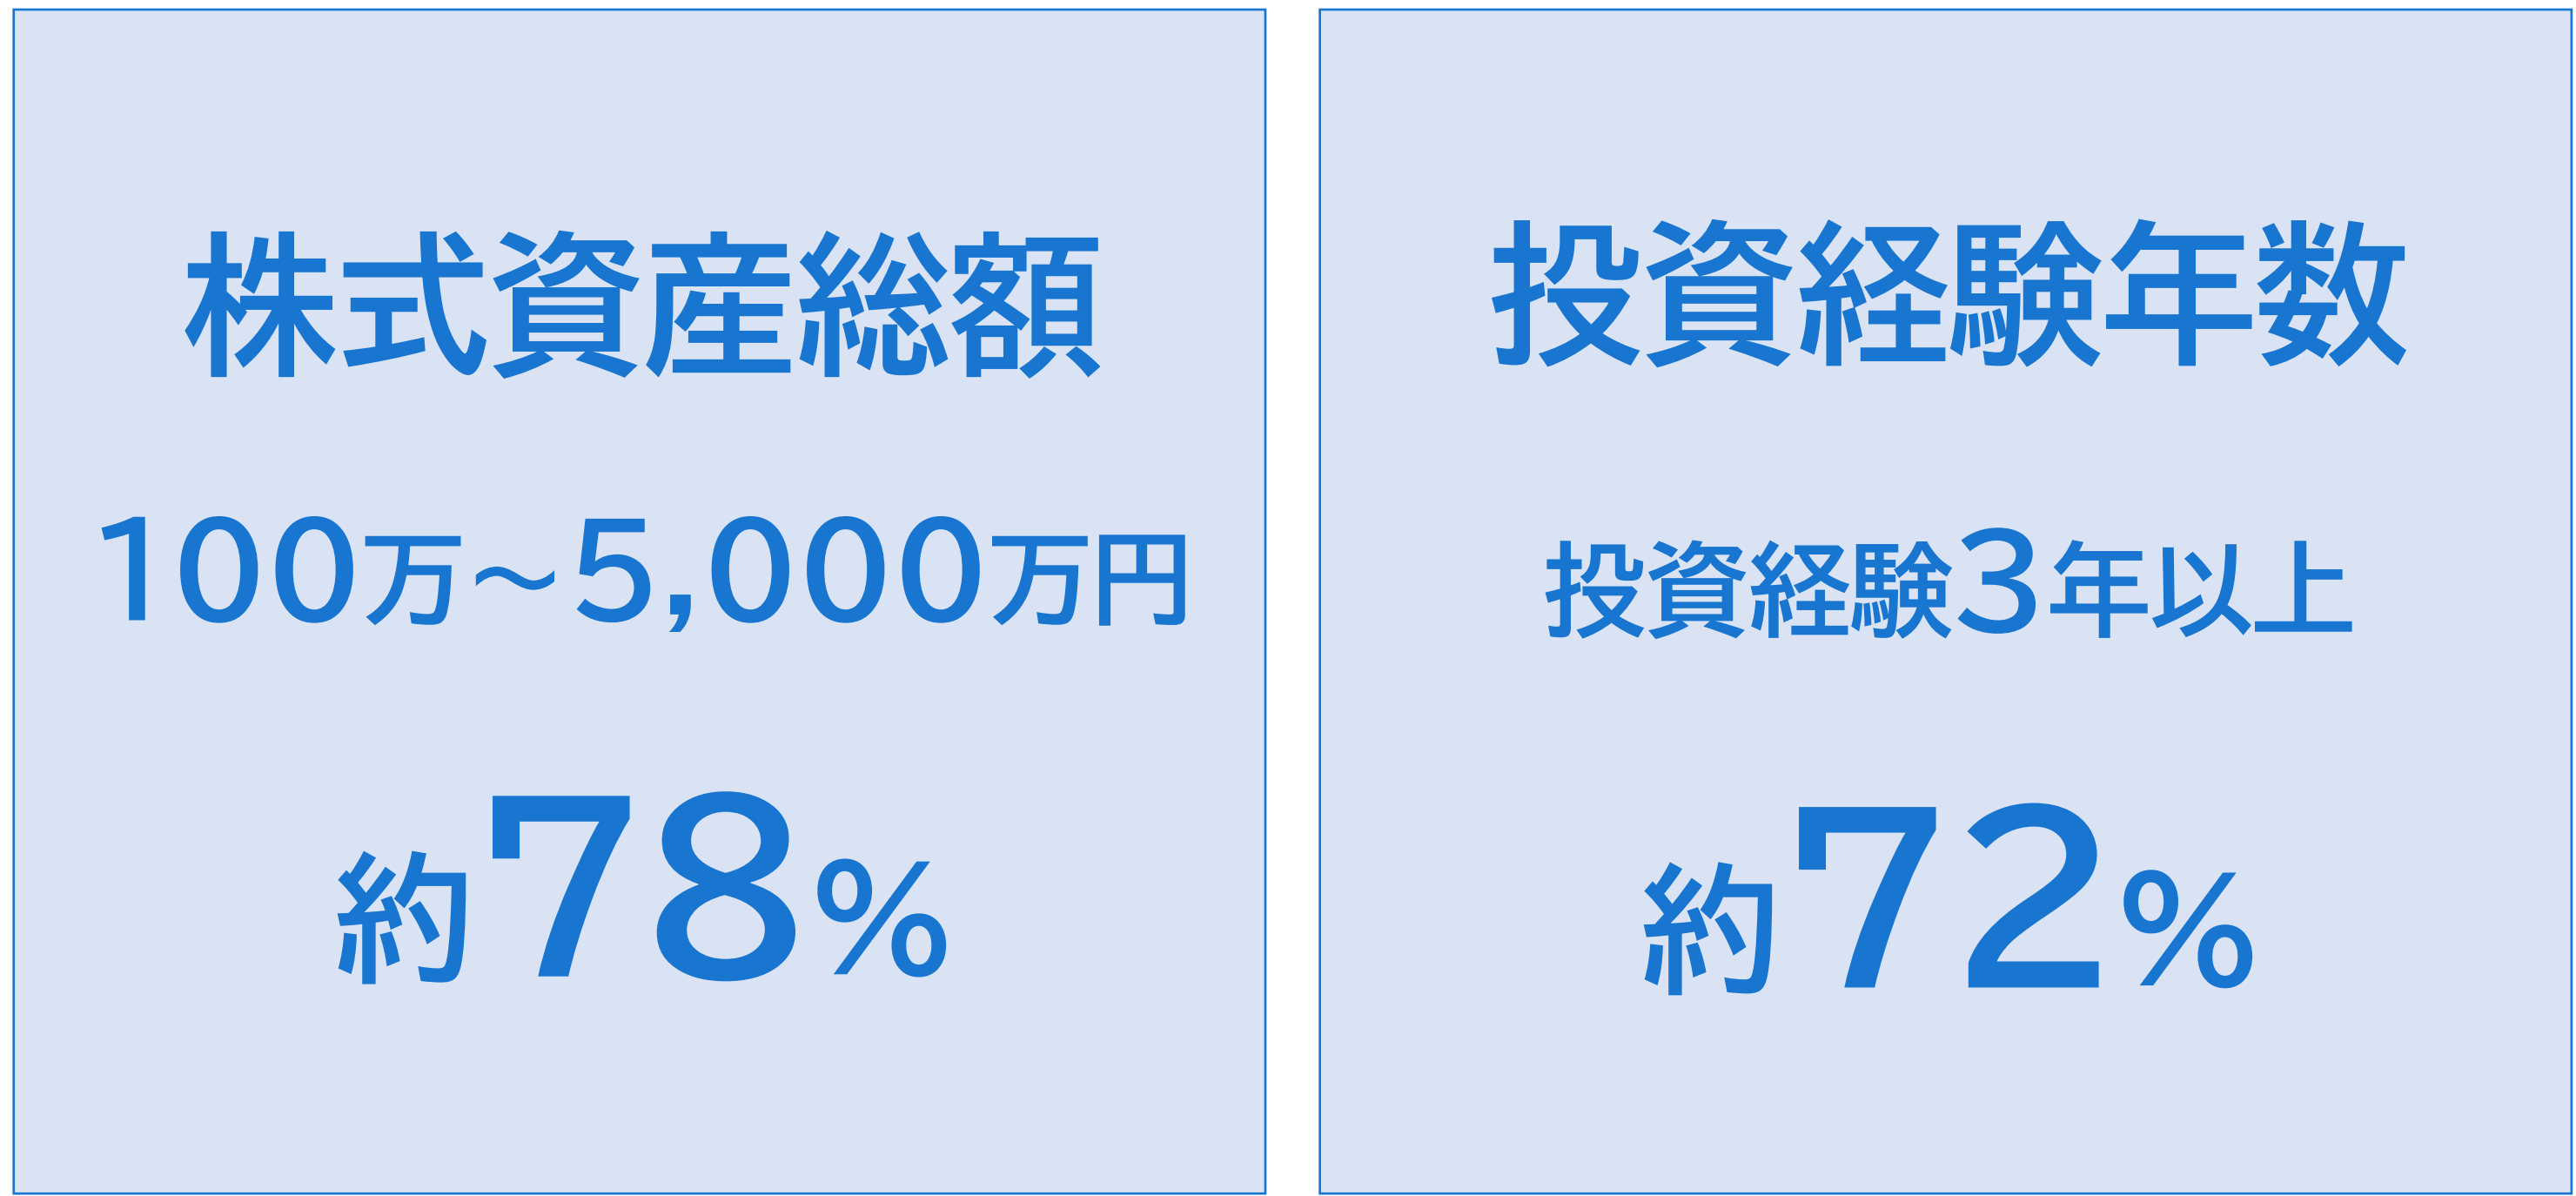 株式資産総額
100万～5,000万円
約78%
投資経験年数
投資経験3年以上
約72%